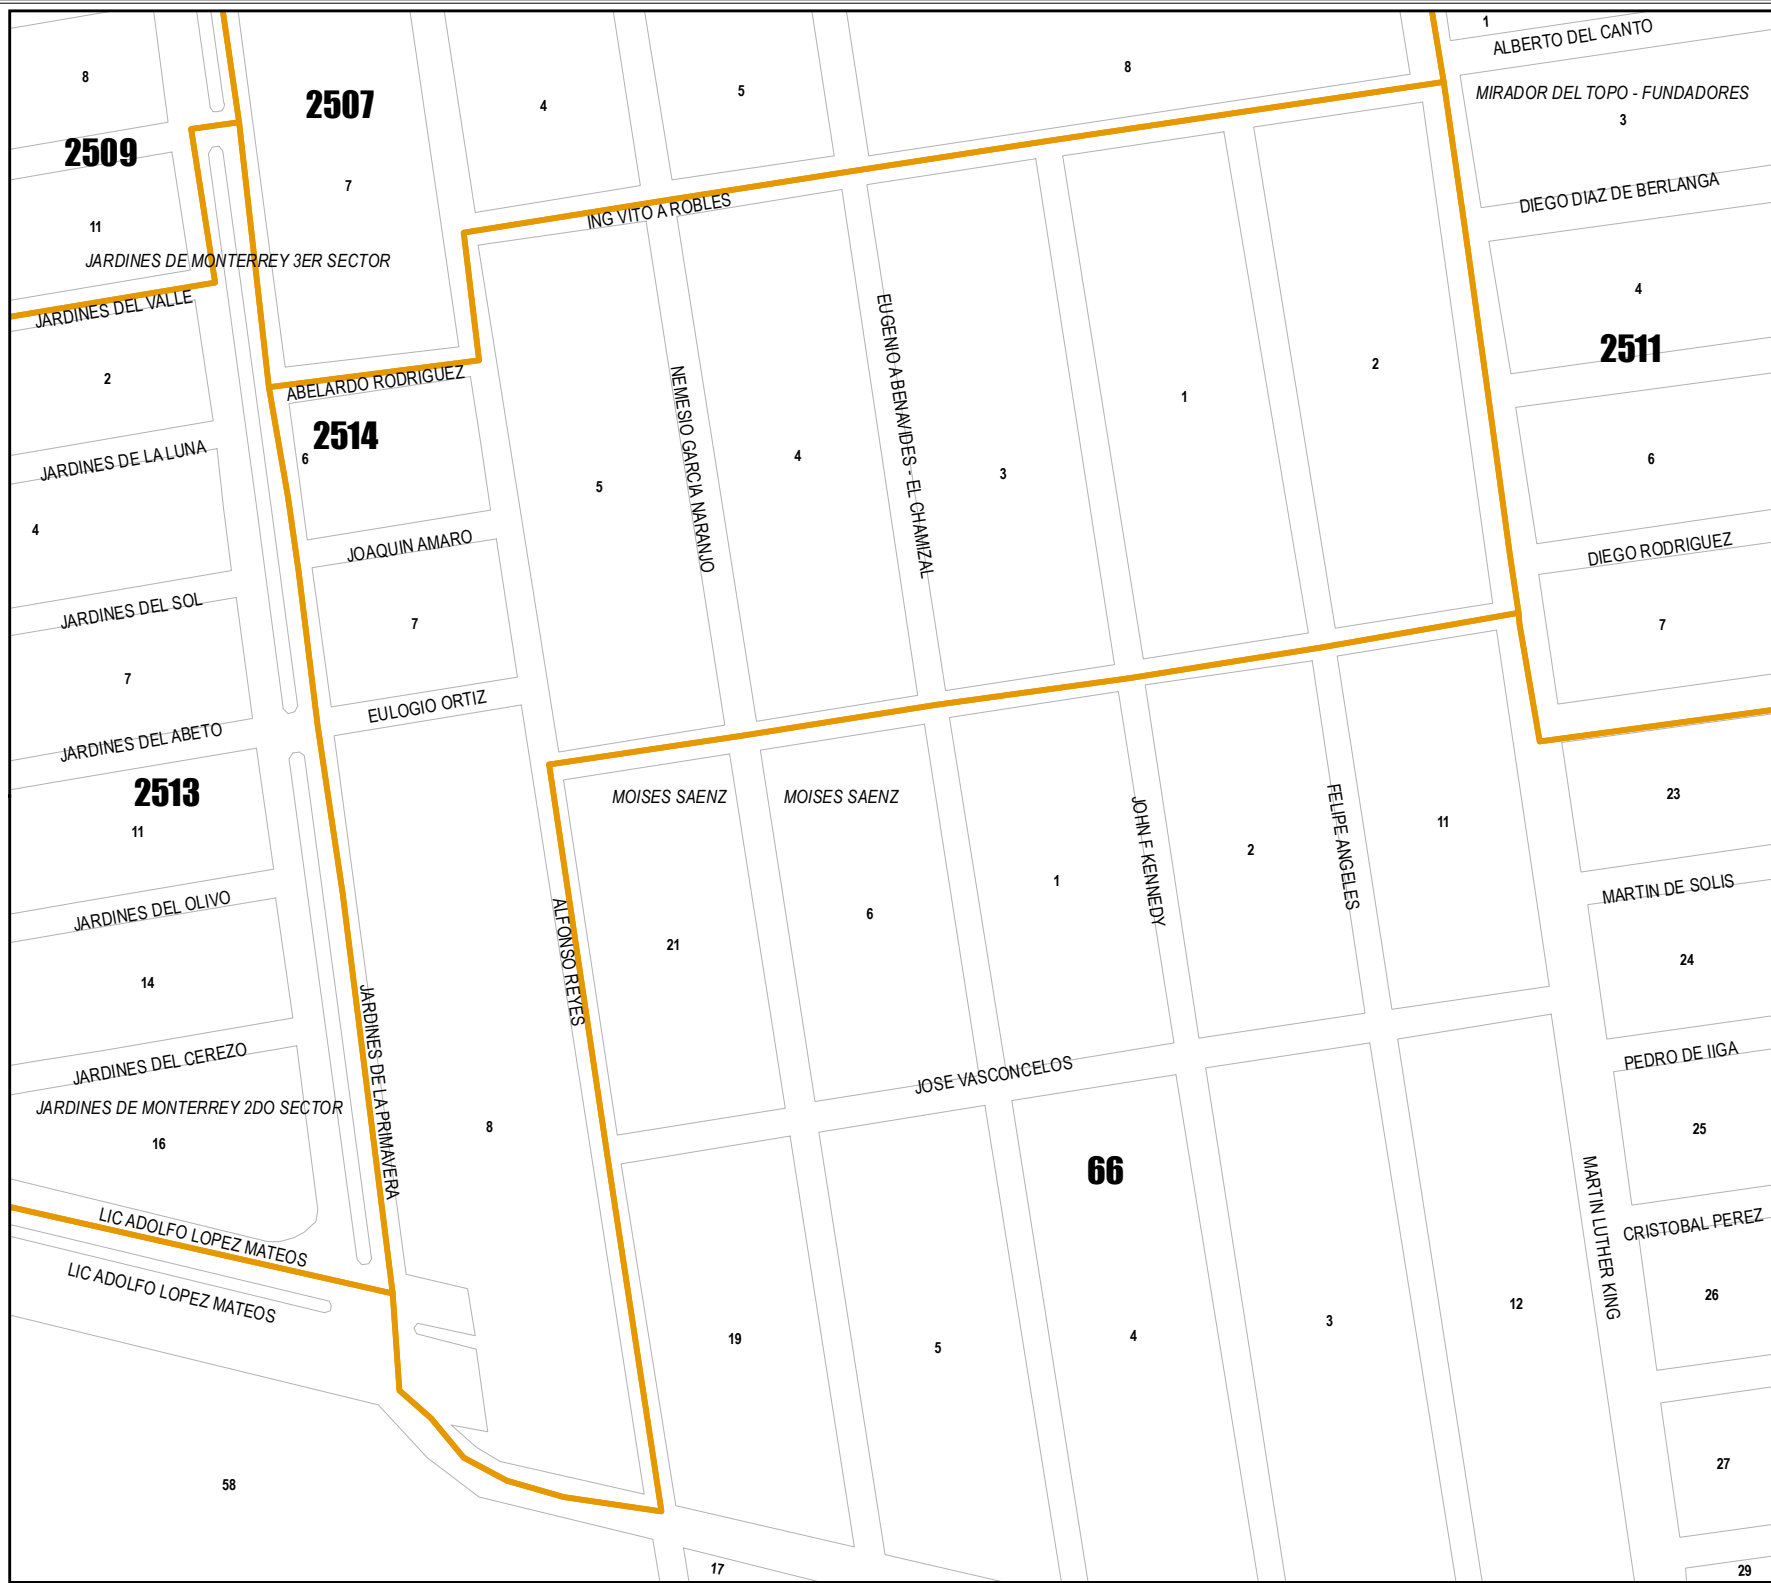 1
ALBERTO DEL CANTO
8
8
5
4
2507
MIRADOR DEL TOPO - FUNDADORES
3
2509
7
DIEGO DIAZ DE BERLANGA
ING VITO A ROBLES
11
JARDINES DE MONTERREY 3ER SECTOR
4
JARDINES DEL VALLE
2511
2
ABELARDO RODRIGUEZ
2
1
2514
6
JARDINES DE LA LUNA
NEMESIO GARCIA NARANJO
EUGENIO A BENAVIDES - EL CHAMIZAL
5
4
3
6
4
JOAQUIN AMARO
DIEGO RODRIGUEZ
JARDINES DEL SOL
7
7
7
EULOGIO ORTIZ
JARDINES DEL ABETO
2513
11
MOISES SAENZ
MOISES SAENZ
23
JOHN F KENNEDY
FELIPE ANGELES
11
2
1
MARTIN DE SOLIS
JARDINES DEL OLIVO
6
21
ALFONSO REYES
24
14
JARDINES DE LA PRIMAVERA
JARDINES DEL CEREZO
JOSE VASCONCELOS
PEDRO DE IIGA
JARDINES DE MONTERREY 2DO SECTOR
16
8
25
66
MARTIN LUTHER KING
CRISTOBAL PEREZ
LIC ADOLFO LOPEZ MATEOS
LIC ADOLFO LOPEZ MATEOS
26
12
3
4
5
19
27
58
17
29